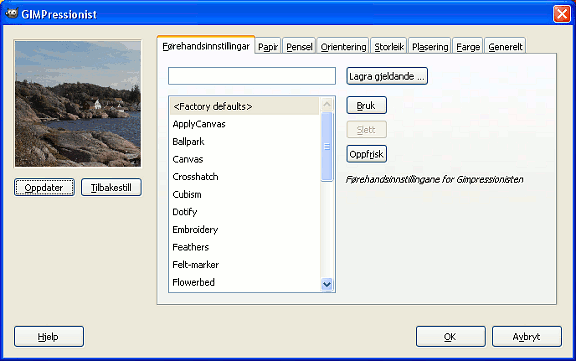 GIMPressionist
Førehandsinnstillingar Papir Pensel Orientering Storleik Plasering Farge Generelt
Lagra gjeldande ...
<Factory defaults>
ApplyCanvas
Ballpark
Canvas
Crosshatch
Cubism
Dotify
Embroidery
Feathers
Felt-marker
Flowerbed
Bruk
Slett
Oppfrisk
Førehandsinnstillingane for Gimpressionisten
Oppdater Tilbakestill
Hjelp OK Avbryt